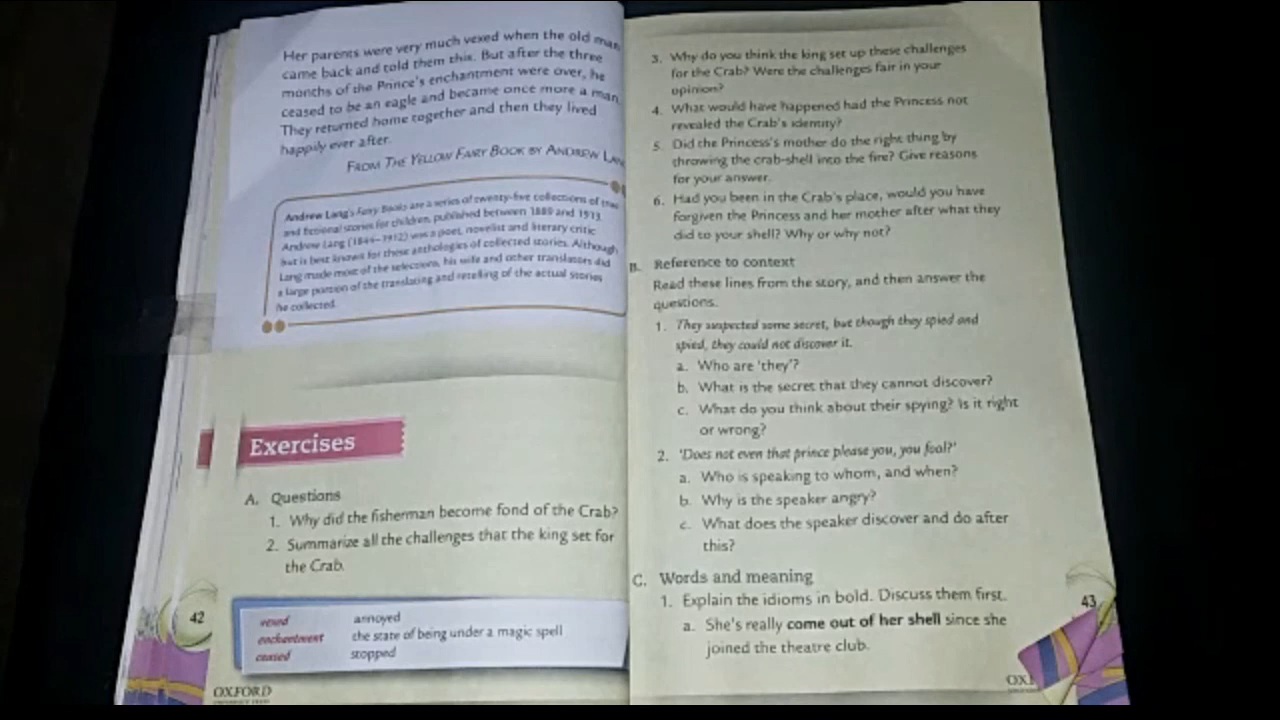 Her parents were very much vexed when the old man
came back and told them this. But after the three
months of the Prince's enchantment were over, he
ceased to be an eagle and became once more a man.
They returned home together and then they lived
happily ever after.
FROM THE YELLOW FAIRY BOOK BY ANDREW LAN
Andrew Lang's Fairy Books are a series of twenty-five collections of true
and fictional stories for children, published between 1889 and 1913.
Andrew Lang (1844–1912) was a poet, novelist and literary critic
but is best known for these anthologies of collected stories. Although
Lang made most of the selections, his wife and other translators did
a large portion of the translating and retelling of the actual stories
he collected.
Exercises
A. Questions
1. Why did the fisherman become fond of the Crab?
2. Summarize all the challenges that the king set for
the Crab.
vexed annoyed
enchantment the state of being under a magic spell
ceased stopped
42
OXFORD
UNIVERSITY PRESS
3. Why do you think the king set up these challenges
for the Crab? Were the challenges fair in your
opinion?
4. What would have happened had the Princess not
revealed the Crab's identity?
5. Did the Princess's mother do the right thing by
throwing the crab-shell into the fire? Give reasons
for your answer.
6. Had you been in the Crab's place, would you have
forgiven the Princess and her mother after what they
did to your shell? Why or why not?
B. Reference to context
Read these lines from the story, and then answer the
questions.
1. They suspected some secret, but though they spied and
spied, they could not discover it.
a. Who are 'they'?
b. What is the secret that they cannot discover?
c. What do you think about their spying? Is it right
or wrong?
2. 'Does not even that prince please you, you fool?'
a. Who is speaking to whom, and when?
b. Why is the speaker angry?
c. What does the speaker discover and do after
this?
C. Words and meaning
1. Explain the idioms in bold. Discuss them first.
a. She's really come out of her shell since she
joined the theatre club.
43
OX